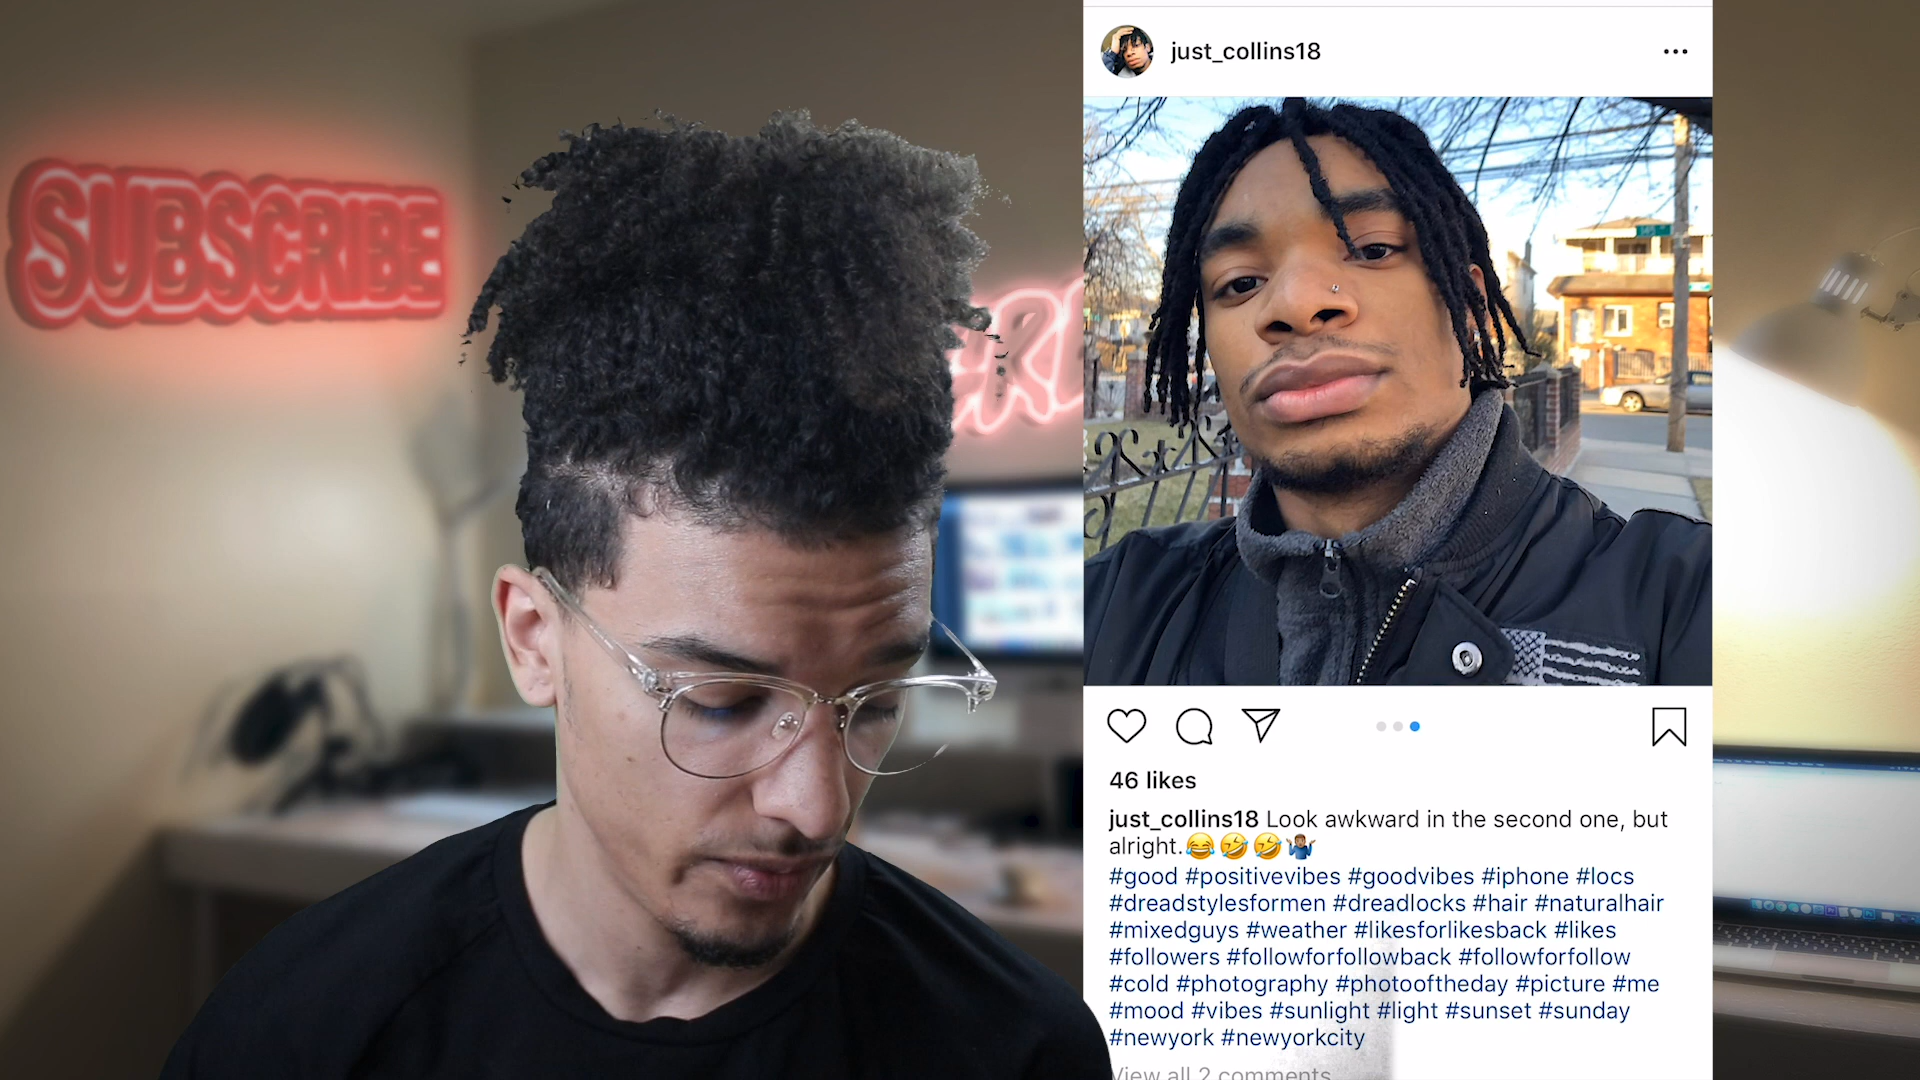 SUBSCRIBE
just_collins18
46 likes
just_collins18 Look awkward in the second one, but
alright.😂🤣🤣🤷🏽‍♂️
#good #positivevibes #goodvibes #iphone #locs
#dreadstylesformen #dreadlocks #hair #naturalhair
#mixedguys #weather #likesforlikesback #likes
#followers #followforfollowback #followforfollow
#cold #photography #photooftheday #picture #me
#mood #vibes #sunlight #light #sunset #sunday
#newyork #newyorkcity
View all 2 comments